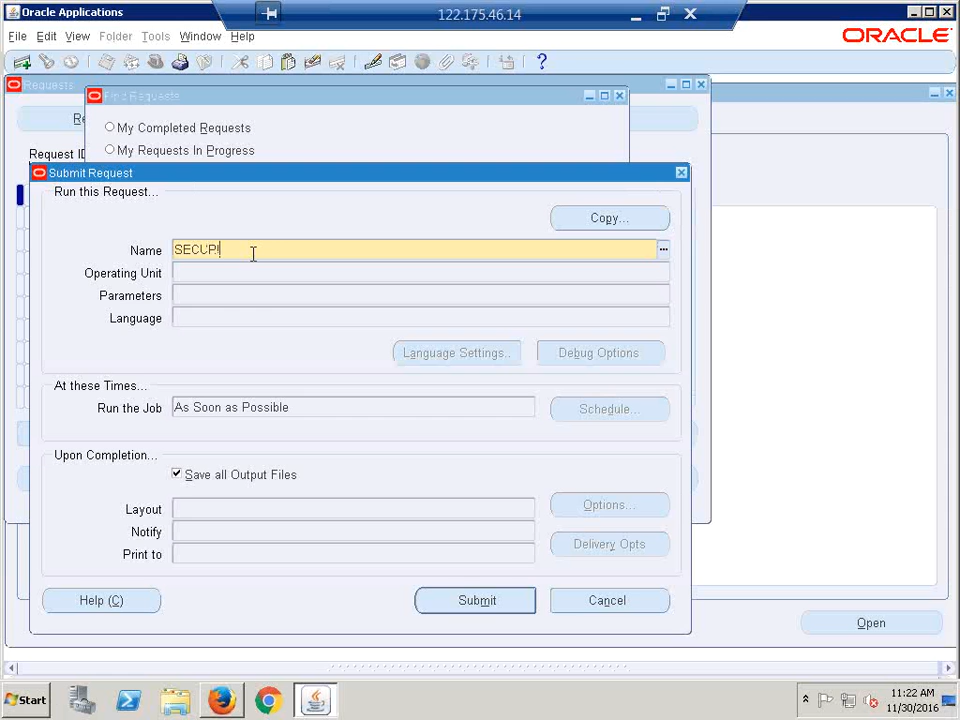 Oracle Applications
122.175.46.14
File Edit View Folder Tools Window Help
ORACLE
Requests
Find Requests
My Completed Requests
My Requests In Progress
Request ID
Submit Request
Run this Request...
Copy...
Name
Operating Unit
Parameters
Language
Language Settings..
Debug Options
At these Times...
Run the Job As Soon as Possible
Schedule...
Upon Completion...
Save all Output Files
Layout
Options...
Notify
Print to
Delivery Opts
Help (C)
Submit
Cancel
Open
Start
11:22 AM
11/30/2016